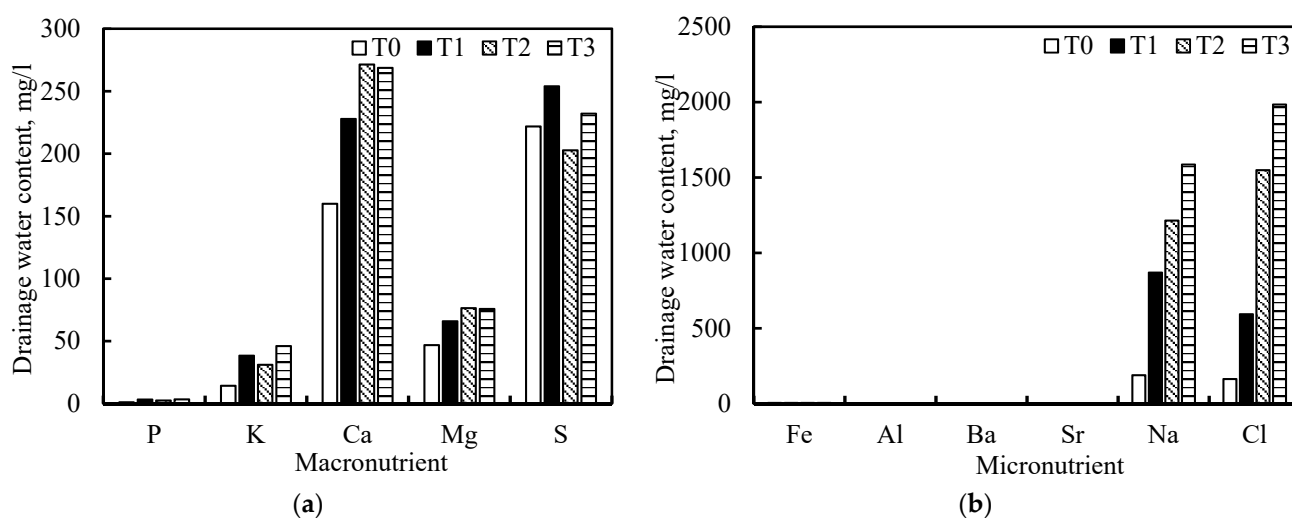 300
250
200
150
100
50
0
Drainage water content, mg/l
T0 T1 T2 T3
P K Ca Mg S
Macronutrient
(a)
2500
2000
1500
1000
500
0
Drainage water content, mg/l
T0 T1 T2 T3
Fe Al Ba Sr Na Cl
Micronutrient
(b)